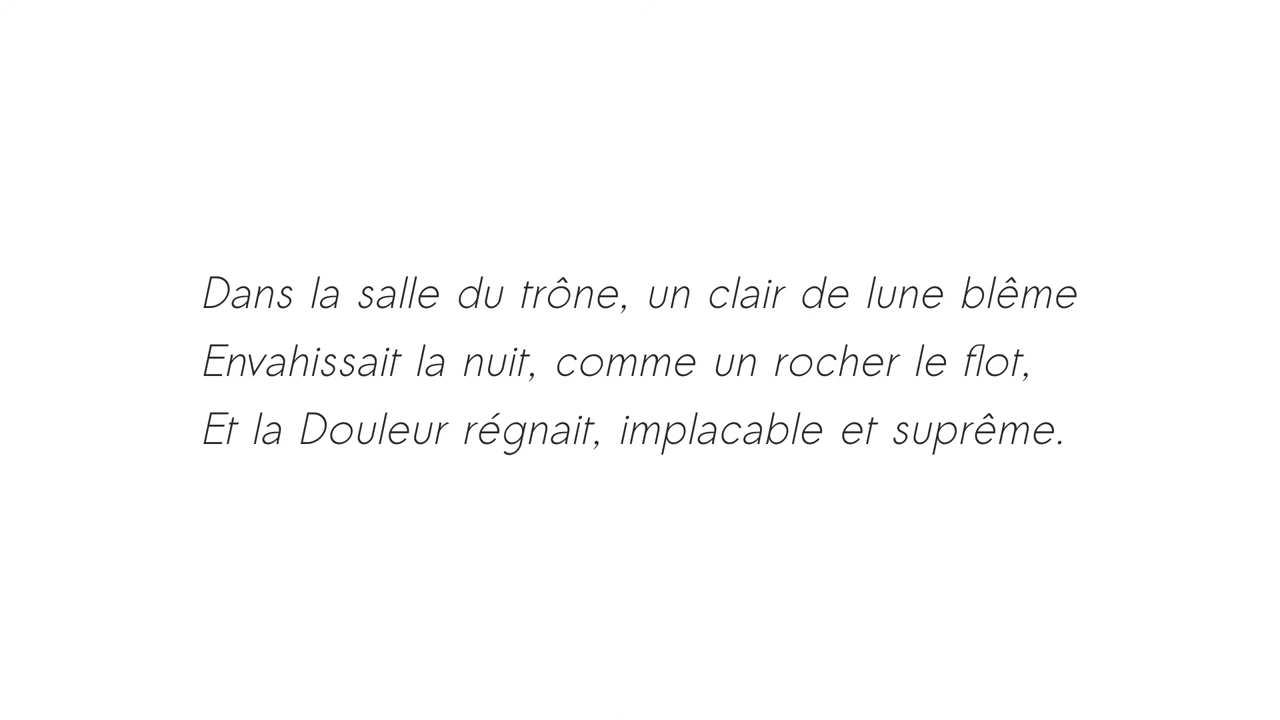 Dans la salle du trône, un clair de lune blême
Envahissait la nuit, comme un rocher le flot,
Et la Douleur régnait, implacable et suprême.